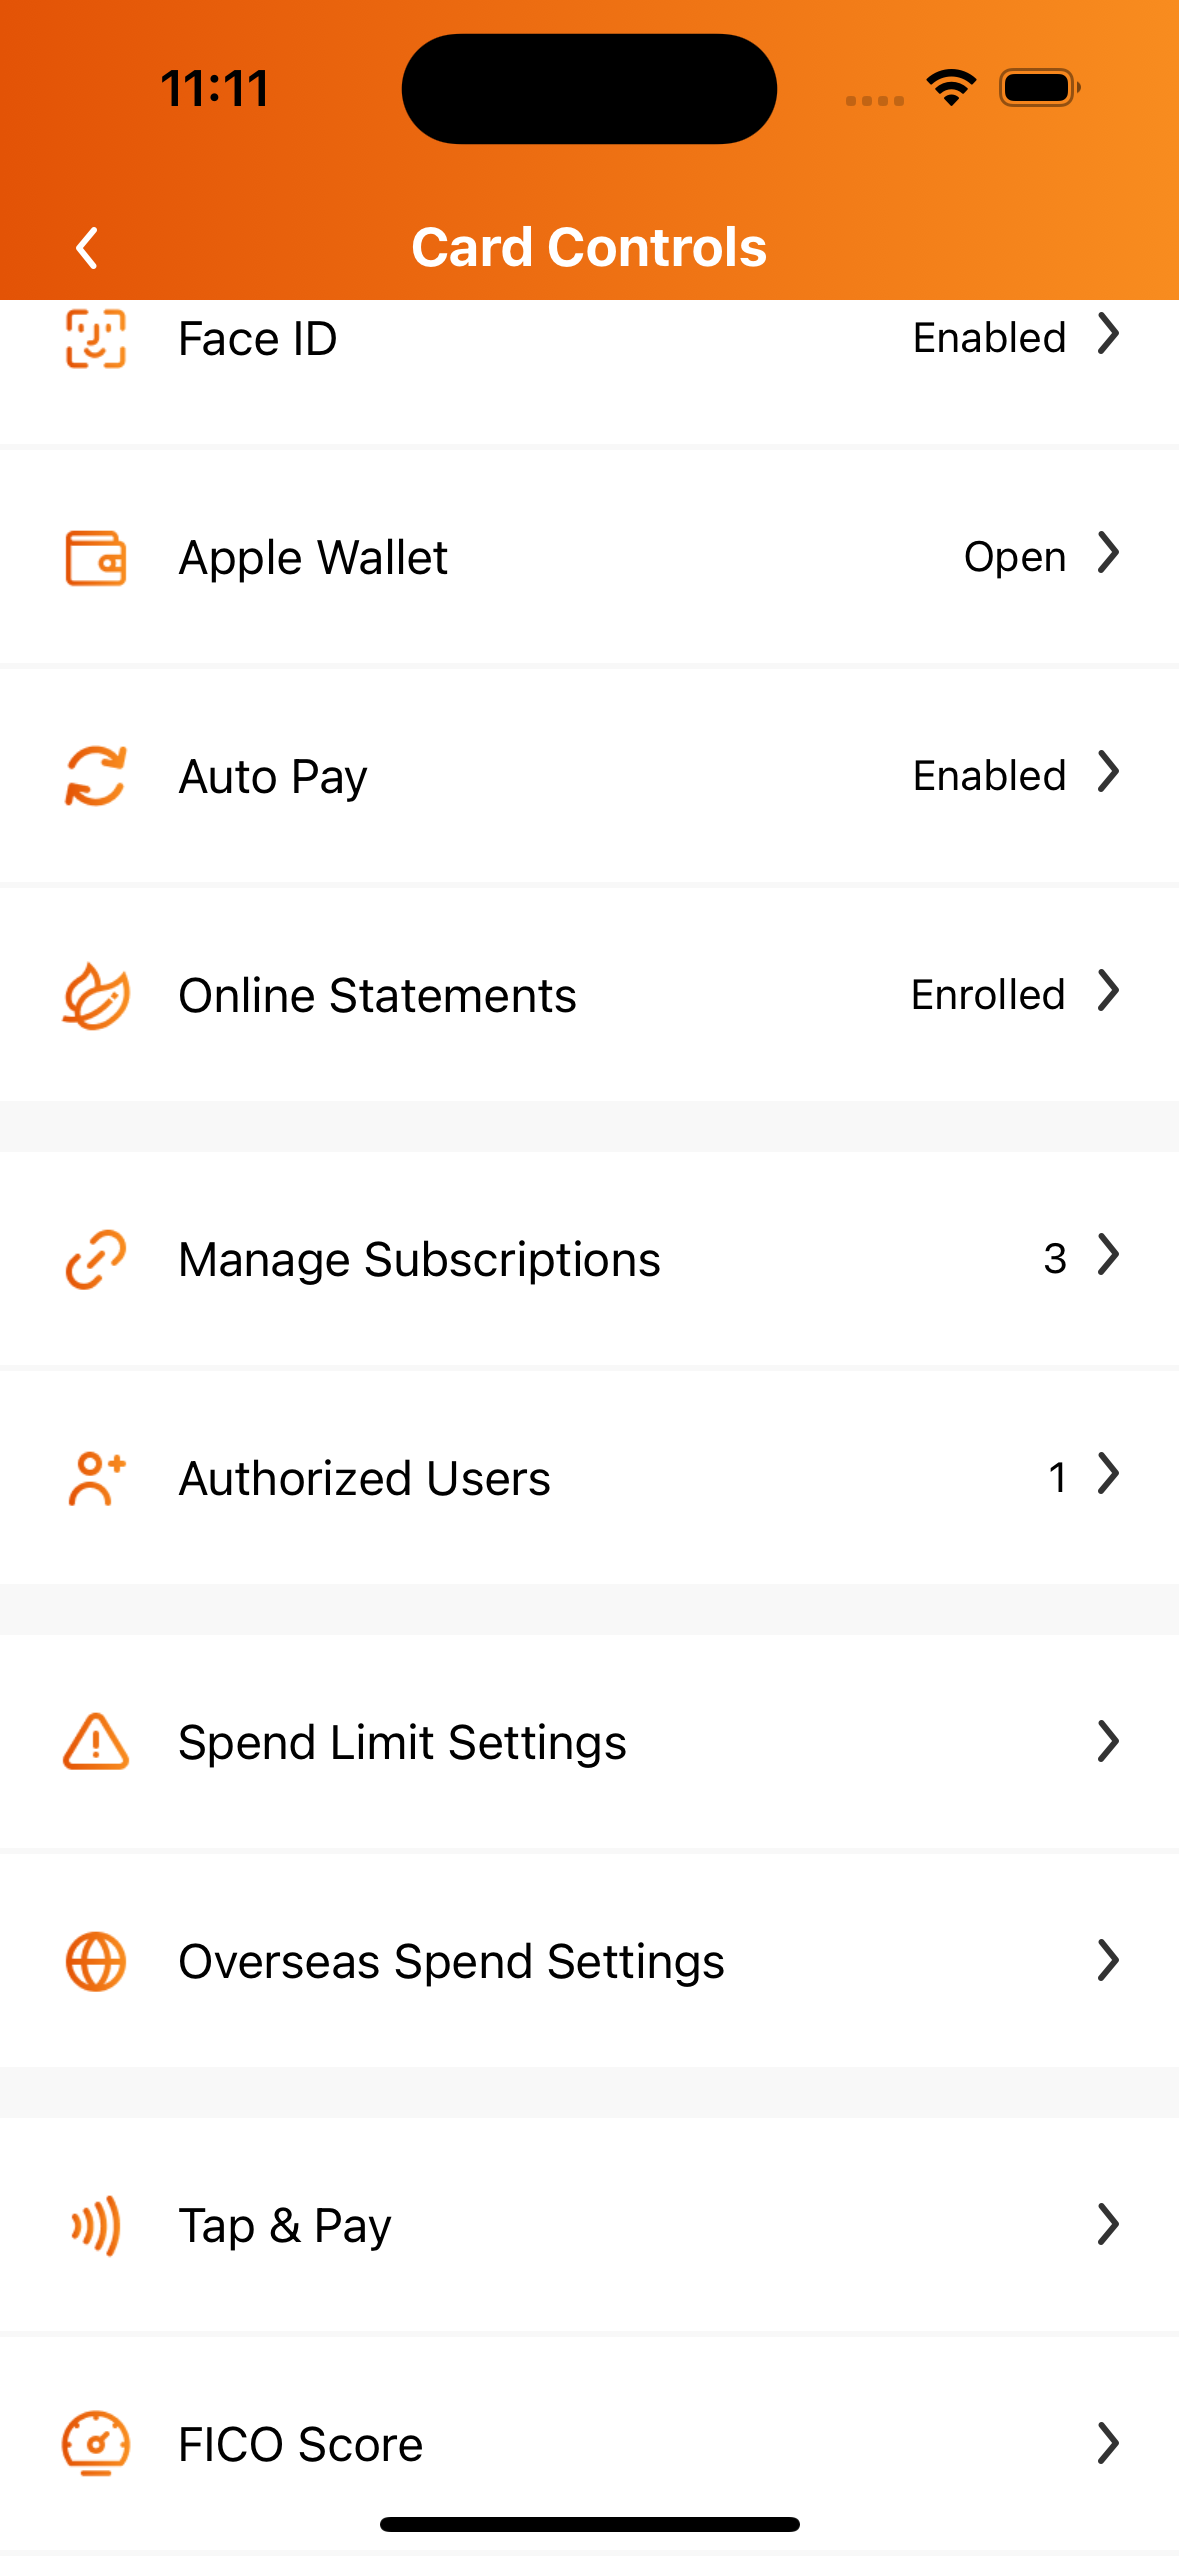 11:11
Card Controls
Face ID Enabled
Apple Wallet Open
Auto Pay Enabled
Online Statements Enrolled
Manage Subscriptions 3
Authorized Users 1
Spend Limit Settings
Overseas Spend Settings
Tap & Pay
FICO Score